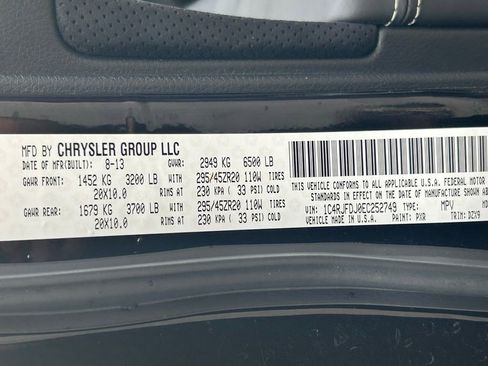 MFD BY CHRYSLER GROUP LLC
DATE OF MFR(BUILT): 8-13 GVWR: 2949 KG 6500 LB
GAWR FRONT: 1452 KG 3200 LB WITH 295/45ZR20 110W TIRES
20X10.0 RIMS AT 230 KPA ( 33 PSI) COLD
GAWR REAR: 1679 KG 3700 LB WITH 295/45ZR20 110W TIRES
20X10.0 RIMS AT 230 KPA ( 33 PSI) COLD
THIS VEHICLE CONFORMS TO ALL APPLICABLE U.S.A. FEDERAL MOTOR
STANDARDS IN EFFECT ON THE DATE OF MANUFACTURE SHOWN ABOVE
VIN: 1C4RJFDJ0EC252749 TYPE: MPV MD
VEHICLE MADE IN U.S.A. PAINT: PXR TRIM: DZX9